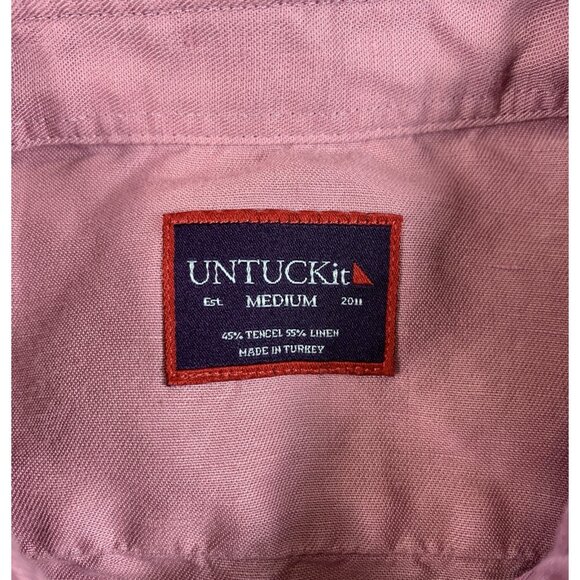 UNTUCKit
Est. MEDIUM 2011
45% TENCEL 55% LINEN
MADE IN TURKEY